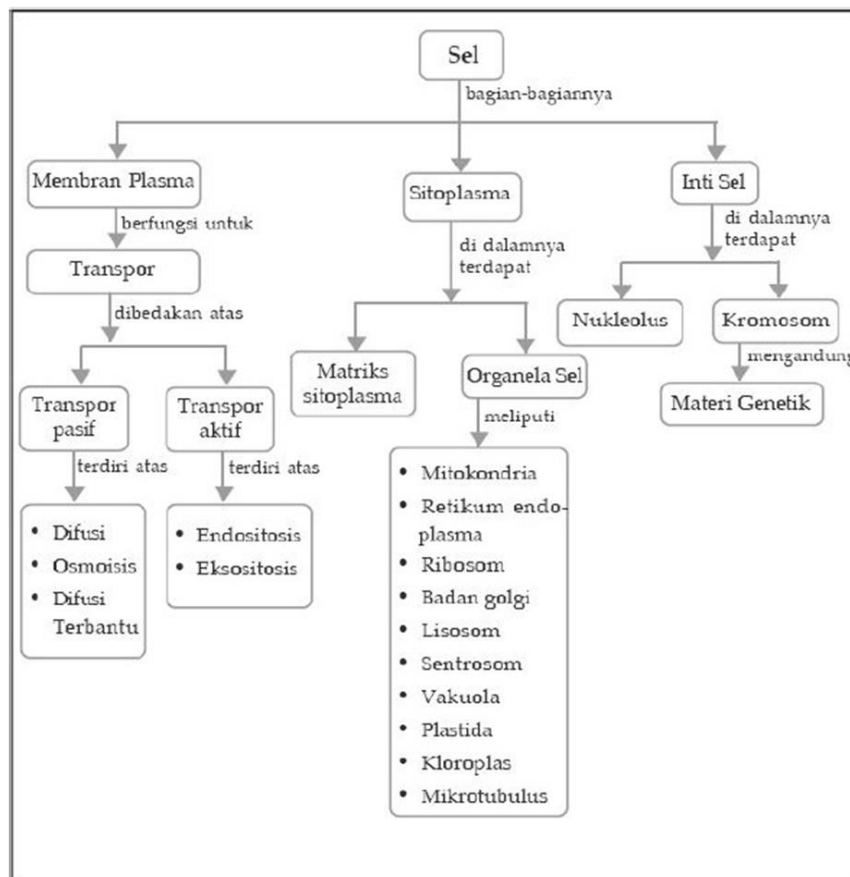 Sel
bagian-bagiannya
Membran Plasma
Sitoplasma
Inti Sel
berfungsi untuk
di dalamnya
terdapat
di dalamnya
terdapat
Transpor
Nukleolus
Kromosom
dibedakan atas
mengandung
Matriks
sitoplasma
Organela Sel
Materi Genetik
Transpor
pasif
Transpor
aktif
meliputi
terdiri atas
terdiri atas
• Difusi
• Osmoisis
• Difusi
Terbantu
• Endositosis
• Eksositosis
• Mitokondria
• Retikum endo-
plasma
• Ribosom
• Badan golgi
• Lisosom
• Sentrosom
• Vakuola
• Plastida
• Kloroplas
• Mikrotubulus